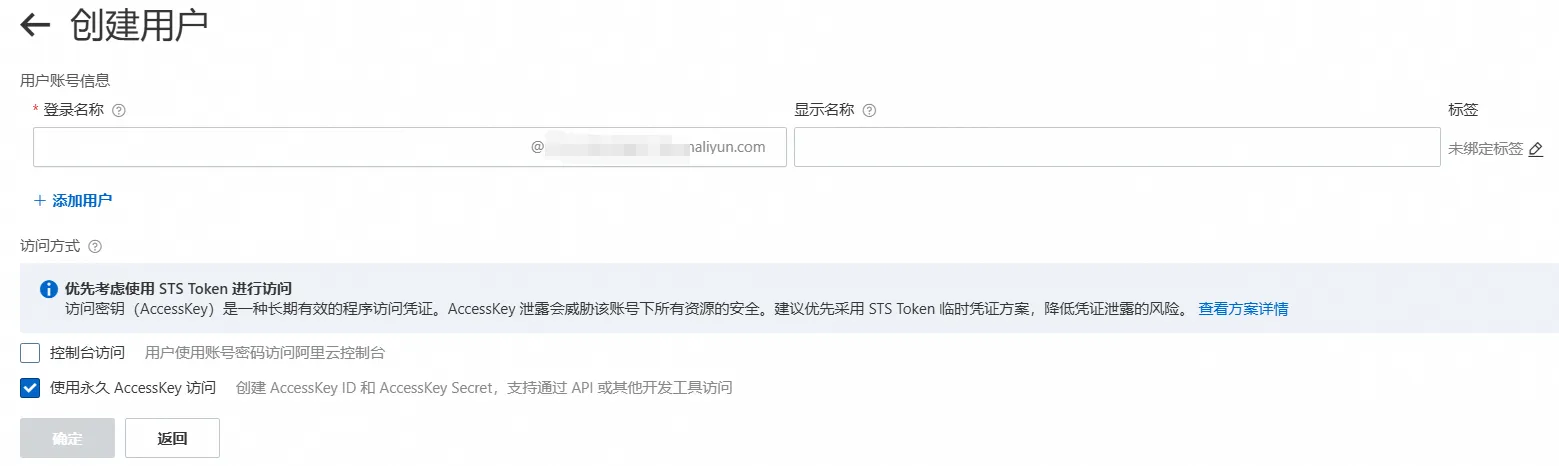 创建用户
用户账号信息
* 登录名称 显示名称 标签
@ naliyun.com 未绑定标签
+ 添加用户
访问方式
优先考虑使用 STS Token 进行访问
访问密钥（AccessKey）是一种长期有效的程序访问凭证。AccessKey 泄露会威胁该账号下所有资源的安全。建议优先采用 STS Token 临时凭证方案，降低凭证泄露的风险。 查看方案详情
控制台访问 用户使用账号密码访问阿里云控制台
使用永久 AccessKey 访问 创建 AccessKey ID 和 AccessKey Secret，支持通过 API 或其他开发工具访问
确定 返回